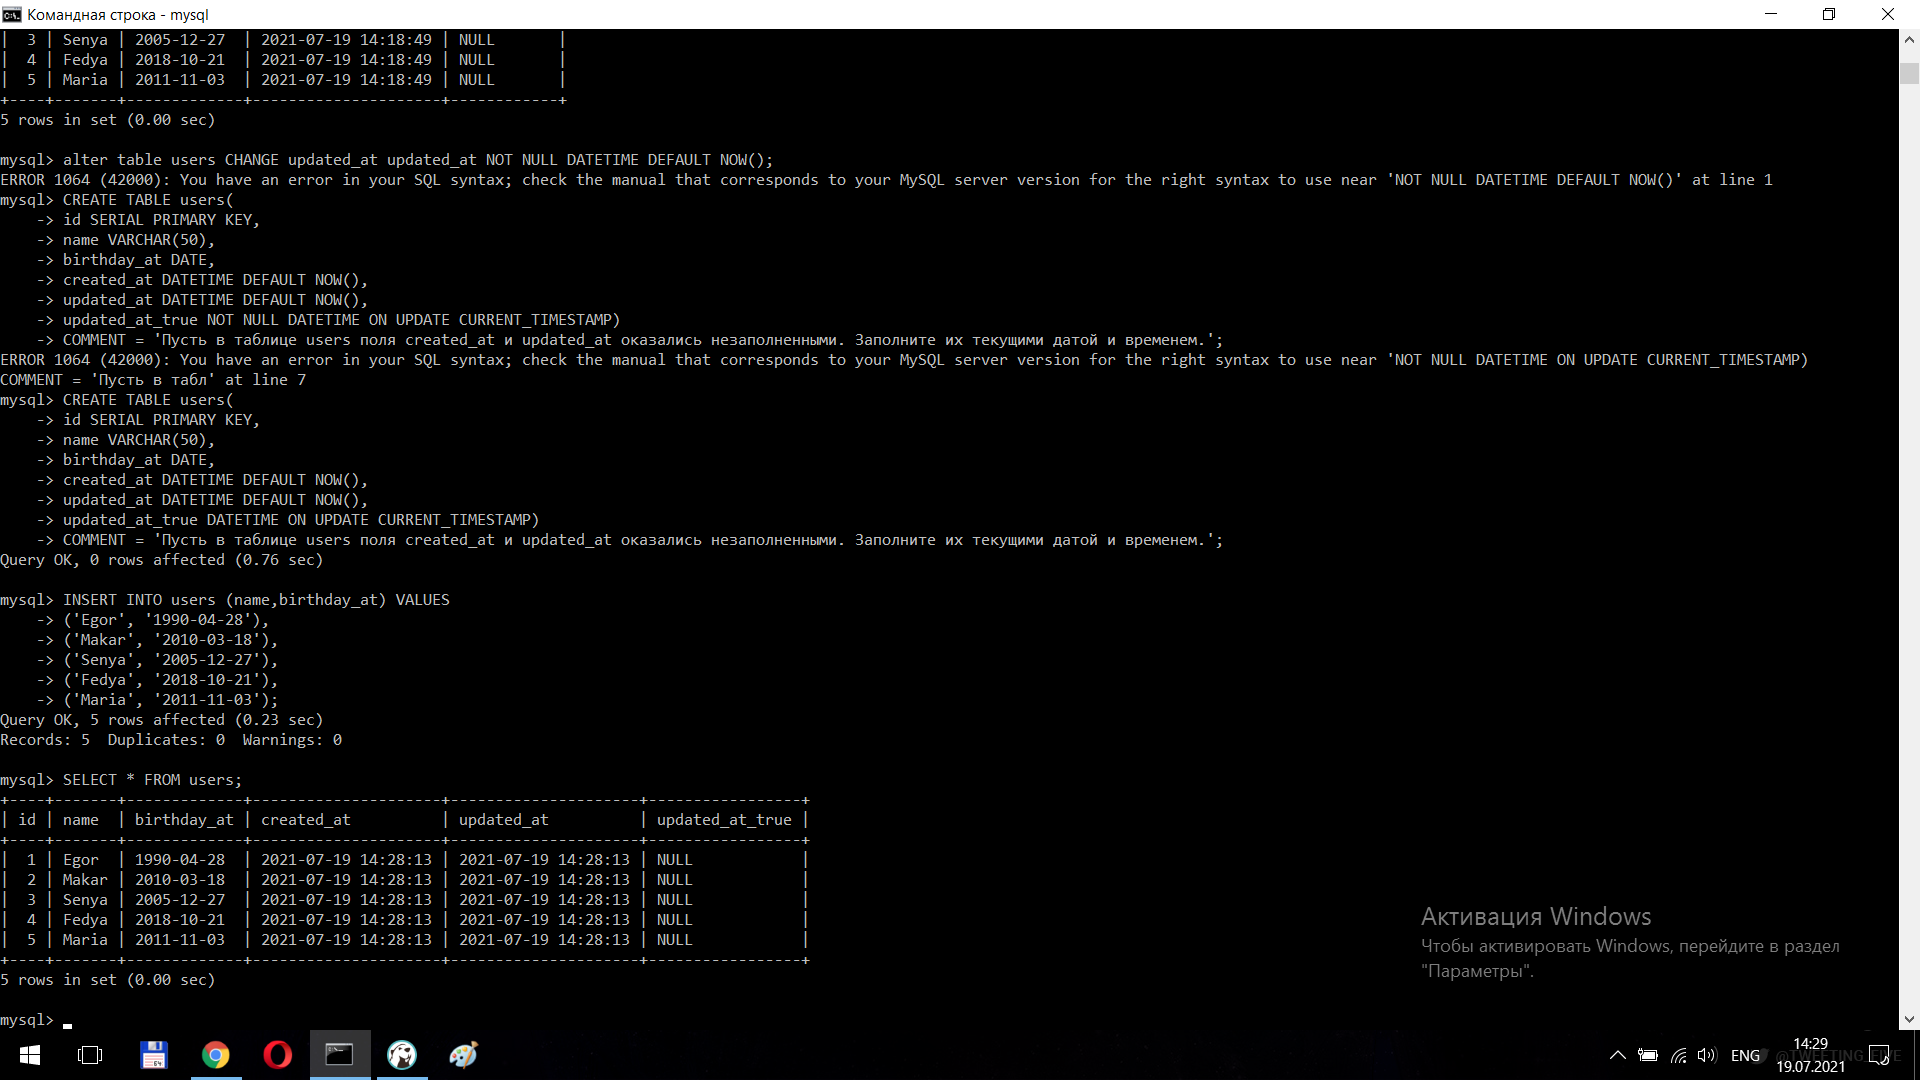 Командная строка - mysql
|  3 | Senya | 2005-12-27  | 2021-07-19 14:18:49 | NULL       |
|  4 | Fedya | 2018-10-21  | 2021-07-19 14:18:49 | NULL       |
|  5 | Maria | 2011-11-03  | 2021-07-19 14:18:49 | NULL       |
+----+-------+-------------+---------------------+------------+
5 rows in set (0.00 sec)
mysql> alter table users CHANGE updated_at updated_at NOT NULL DATETIME DEFAULT NOW();
ERROR 1064 (42000): You have an error in your SQL syntax; check the manual that corresponds to your MySQL server version for the right syntax to use near 'NOT NULL DATETIME DEFAULT NOW()' at line 1
mysql> CREATE TABLE users(
    -> id SERIAL PRIMARY KEY,
    -> name VARCHAR(50),
    -> birthday_at DATE,
    -> created_at DATETIME DEFAULT NOW(),
    -> updated_at DATETIME DEFAULT NOW(),
    -> updated_at_true NOT NULL DATETIME ON UPDATE CURRENT_TIMESTAMP)
    -> COMMENT = 'Пусть в таблице users поля created_at и updated_at оказались незаполненными. Заполните их текущими датой и временем.';
ERROR 1064 (42000): You have an error in your SQL syntax; check the manual that corresponds to your MySQL server version for the right syntax to use near 'NOT NULL DATETIME ON UPDATE CURRENT_TIMESTAMP)
COMMENT = 'Пусть в табл' at line 7
mysql> CREATE TABLE users(
    -> id SERIAL PRIMARY KEY,
    -> name VARCHAR(50),
    -> birthday_at DATE,
    -> created_at DATETIME DEFAULT NOW(),
    -> updated_at DATETIME DEFAULT NOW(),
    -> updated_at_true DATETIME ON UPDATE CURRENT_TIMESTAMP)
    -> COMMENT = 'Пусть в таблице users поля created_at и updated_at оказались незаполненными. Заполните их текущими датой и временем.';
Query OK, 0 rows affected (0.76 sec)
mysql> INSERT INTO users (name,birthday_at) VALUES
    -> ('Egor', '1990-04-28'),
    -> ('Makar', '2010-03-18'),
    -> ('Senya', '2005-12-27'),
    -> ('Fedya', '2018-10-21'),
    -> ('Maria', '2011-11-03');
Query OK, 5 rows affected (0.23 sec)
Records: 5  Duplicates: 0  Warnings: 0
mysql> SELECT * FROM users;
+----+-------+-------------+---------------------+---------------------+-----------------+
| id | name  | birthday_at | created_at          | updated_at          | updated_at_true |
+----+-------+-------------+---------------------+---------------------+-----------------+
|  1 | Egor  | 1990-04-28  | 2021-07-19 14:28:13 | 2021-07-19 14:28:13 | NULL            |
|  2 | Makar | 2010-03-18  | 2021-07-19 14:28:13 | 2021-07-19 14:28:13 | NULL            |
|  3 | Senya | 2005-12-27  | 2021-07-19 14:28:13 | 2021-07-19 14:28:13 | NULL            |
|  4 | Fedya | 2018-10-21  | 2021-07-19 14:28:13 | 2021-07-19 14:28:13 | NULL            |
|  5 | Maria | 2011-11-03  | 2021-07-19 14:28:13 | 2021-07-19 14:28:13 | NULL            |
+----+-------+-------------+---------------------+---------------------+-----------------+
5 rows in set (0.00 sec)
mysql>
Активация Windows
Чтобы активировать Windows, перейдите в раздел
"Параметры".
64
ENG
14:29
19.07.2021